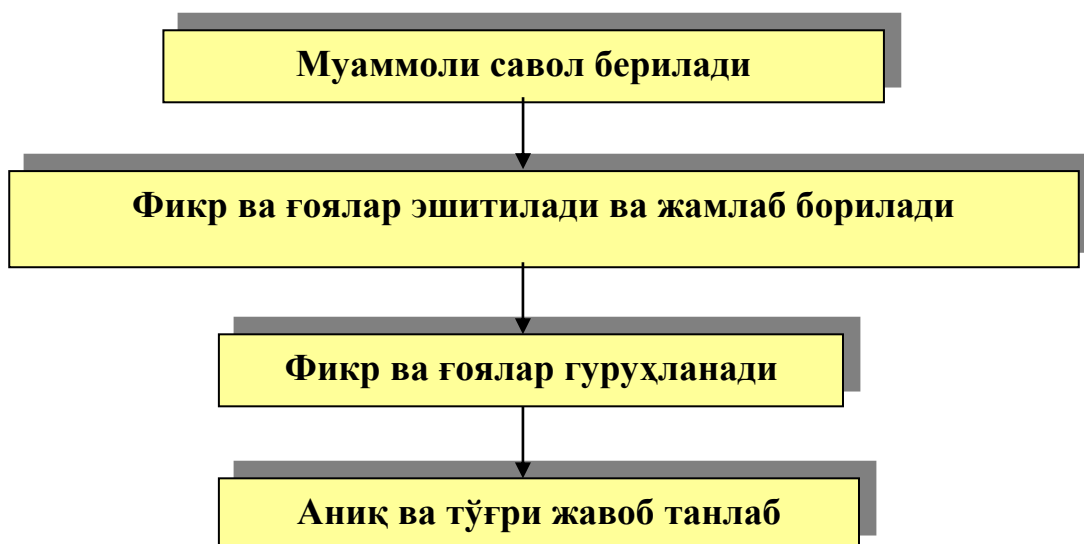 Муаммоли савол берилади
Фикр ва ғоялар эшитилади ва жамлаб борилади
Фикр ва ғоялар гуруҳланади
Аниқ ва тўғри жавоб танлаб